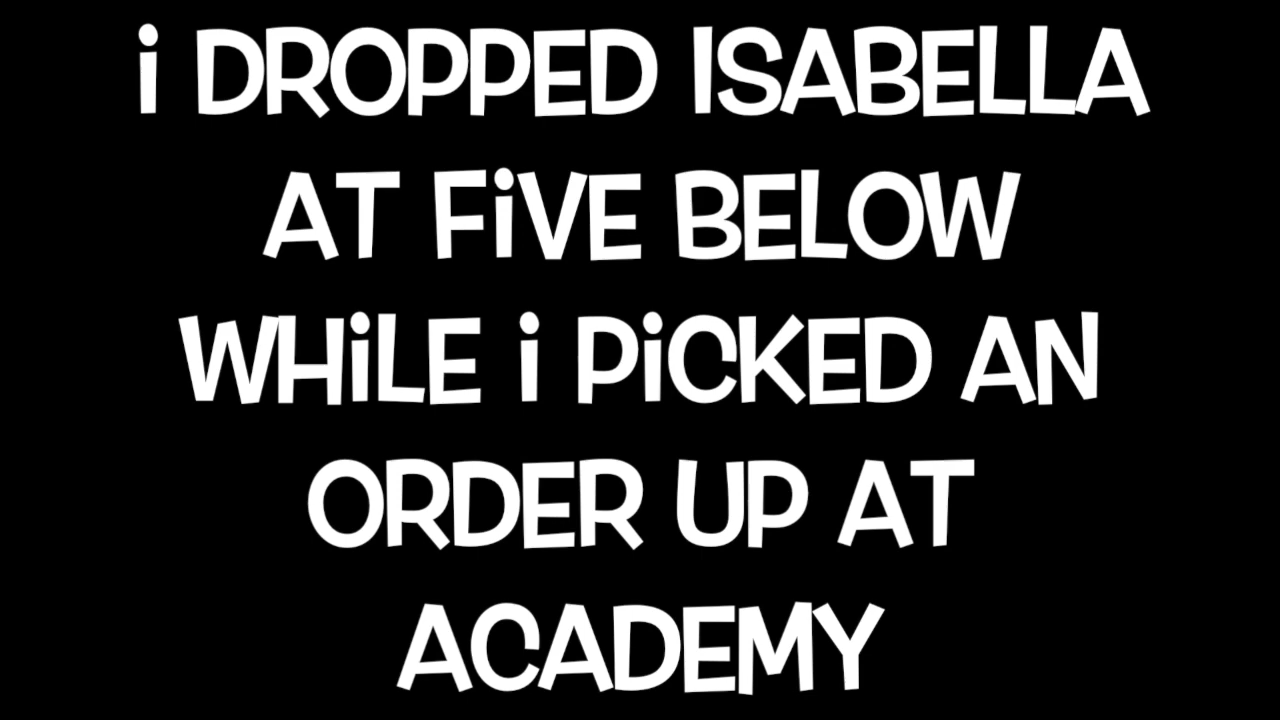 i DROPPED ISABELLA
AT FiVE BELOW
WHiLE i PiCKED AN
ORDER UP AT
ACADEMY